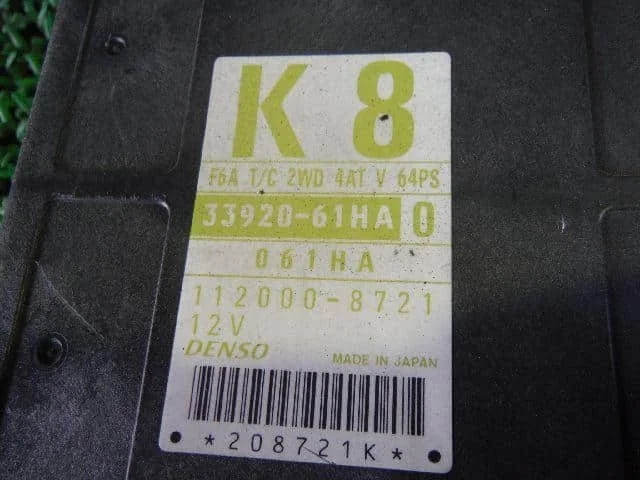 K 8
F6A T/C 2WD 4AT V 64PS
33920-61HA 0
061HA
112000-8721
12V
DENSO MADE IN JAPAN
*208721K*